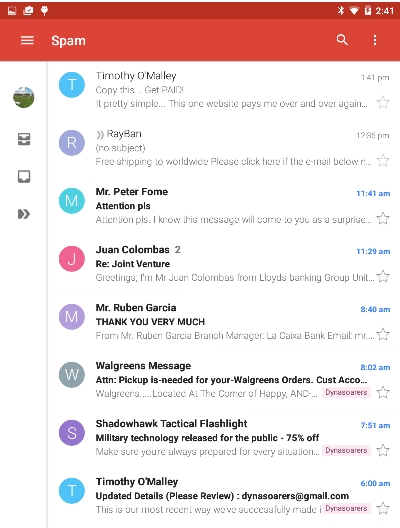 2:41
Spam
T Timothy O'Malley 1:41 pm
Copy this... Get PAID!
It pretty simple... This one website pays me over and over again...
R RayBan 12:36 pm
(no subject)
Free shipping to worldwide Please click here if the e-mail below n...
M Mr. Peter Fome 11:41 am
Attention pls
Attention pls. I know this message will come to you as a surprise...
J Juan Colombas 2 11:29 am
Re: Joint Venture
Greetings, I'm Mr Juan Colombas from Lloyds banking Group Unit...
M Mr. Ruben Garcia 8:40 am
THANK YOU VERY MUCH
From Mr. Ruben Garcia Branch Manager: La Caixa Bank Email: mr....
W Walgreens Message 8:02 am
Attn: Pickup is-needed for your-Walgreens Orders. Cust Acco...
Walgreens.....Located At The Corner of Happy, AND-... Dynasoarers
S Shadowhawk Tactical Flashlight 7:51 am
Military technology released for the public - 75% off
Make sure you're always prepared for every situation... Dynasoarers
T Timothy O'Malley 6:00 am
Updated Details (Please Review) : dynasoarers@gmail.com
This is our most recent way we've successfully made Dynasoarers